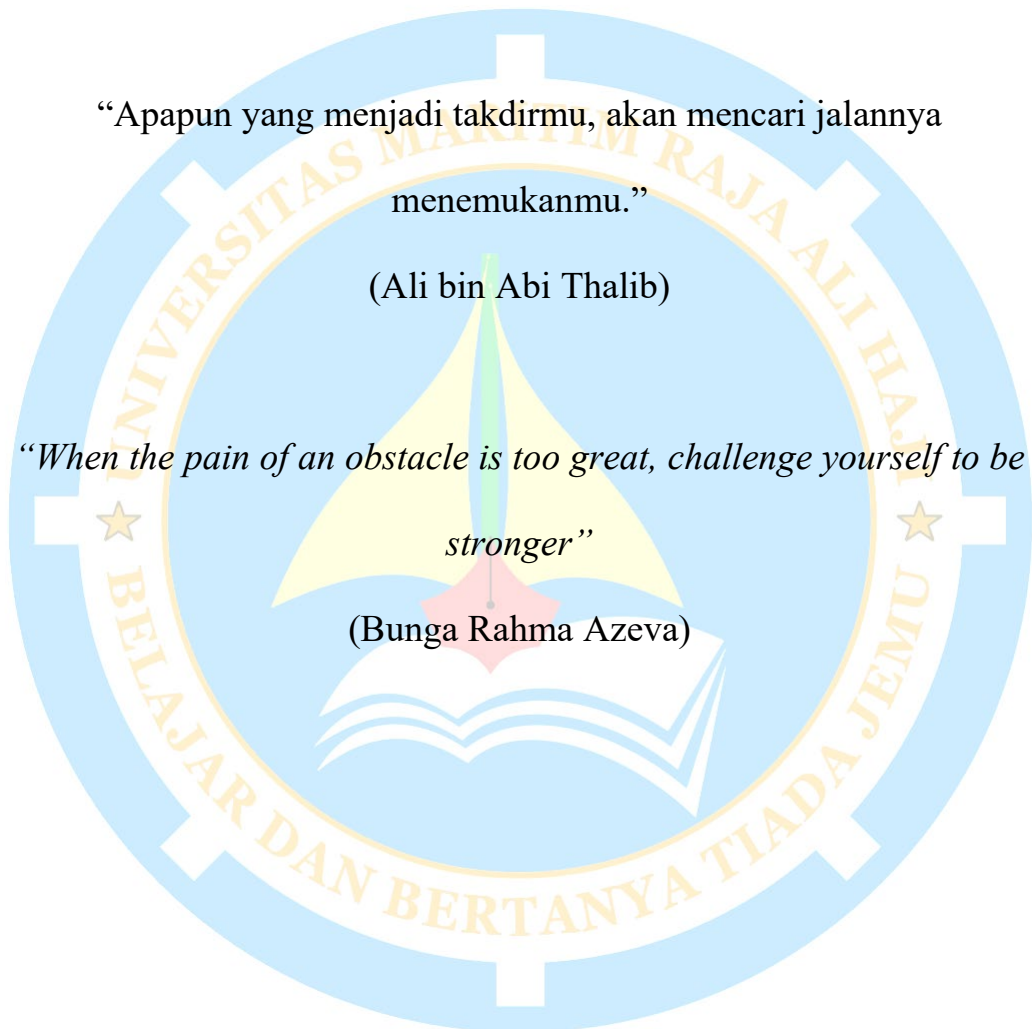 “Apapun yang menjadi takdirmu, akan mencari jalannya
menemukanmu.”
(Ali bin Abi Thalib)
“When the pain of an obstacle is too great, challenge yourself to be
stronger”
(Bunga Rahma Azeva)
UNIVERSITAS MARITIM RAJA ALI HAJI
BELAJAR DAN BERTANYA TIADA JEMU